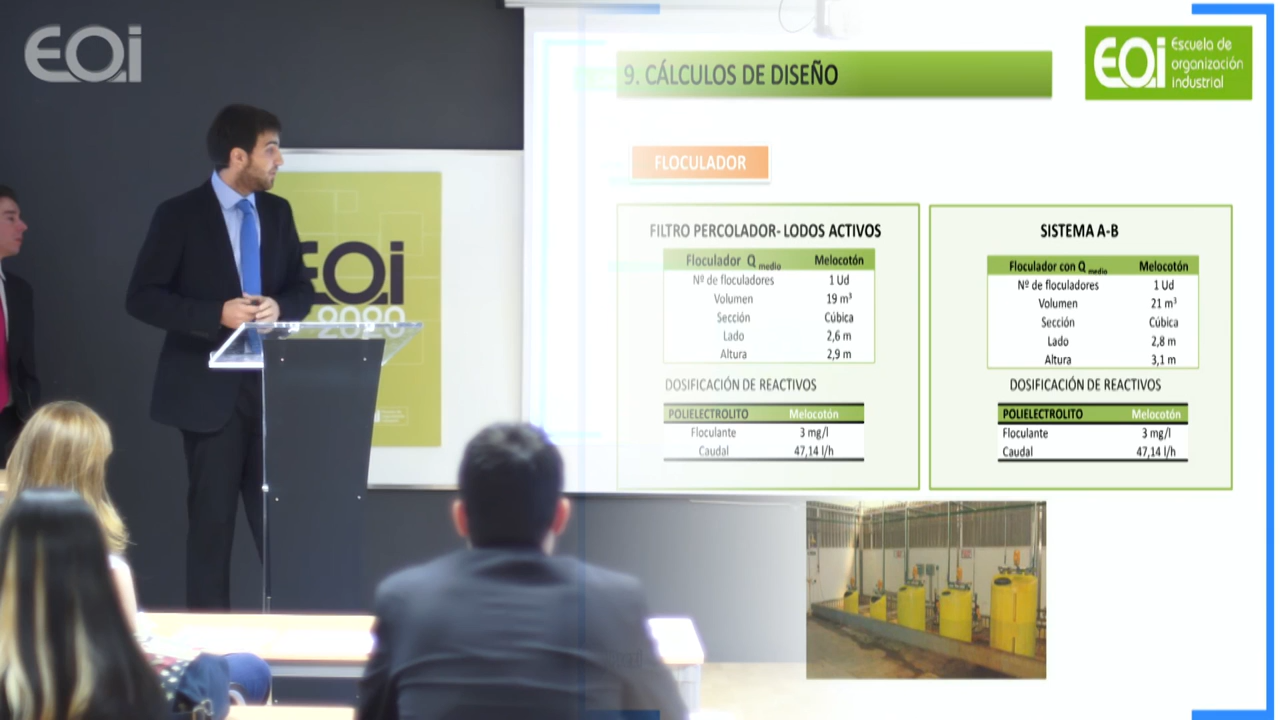 EOi
EOi
Escuela de
organización
industrial
9. CÁLCULOS DE DISEÑO
FLOCULADOR
EOi
2020
FILTRO PERCOLADOR- LODOS ACTIVOS
Floculador Q medio Melocotón
Nº de floculadores 1 Ud
Volumen 19 m³
Sección Cúbica
Lado 2,6 m
Altura 2,9 m
DOSIFICACIÓN DE REACTIVOS
POLIELECTROLITO Melocotón
Floculante 3 mg/l
Caudal 47,14 l/h
SISTEMA A-B
Floculador con Q medio Melocotón
Nº de floculadores 1 Ud
Volumen 21 m³
Sección Cúbica
Lado 2,8 m
Altura 3,1 m
DOSIFICACIÓN DE REACTIVOS
POLIELECTROLITO Melocotón
Floculante 3 mg/l
Caudal 47,14 l/h